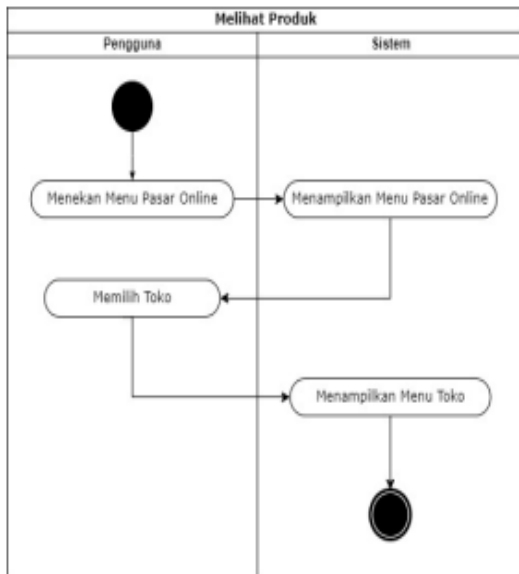 Melihat Produk
Pengguna
Sistem
Menekan Menu Pasar Online
Menampilkan Menu Pasar Online
Memilih Toko
Menampilkan Menu Toko